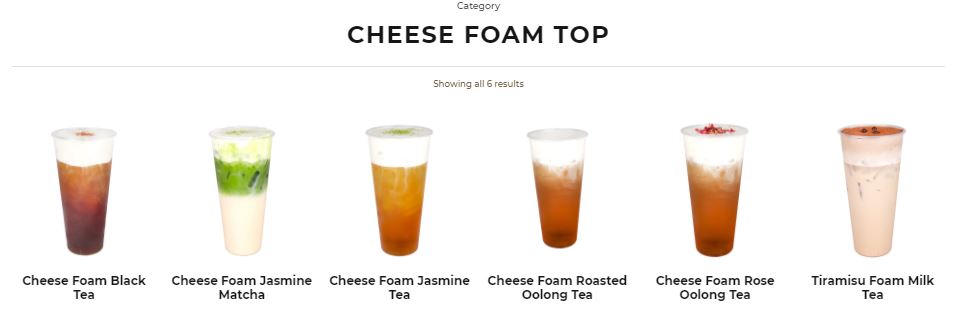 Category
CHEESE FOAM TOP
Showing all 6 results
Cheese Foam Black
Tea
Cheese Foam Jasmine
Matcha
Cheese Foam Jasmine
Tea
Cheese Foam Roasted
Oolong Tea
Cheese Foam Rose
Oolong Tea
Tiramisu Foam Milk
Tea